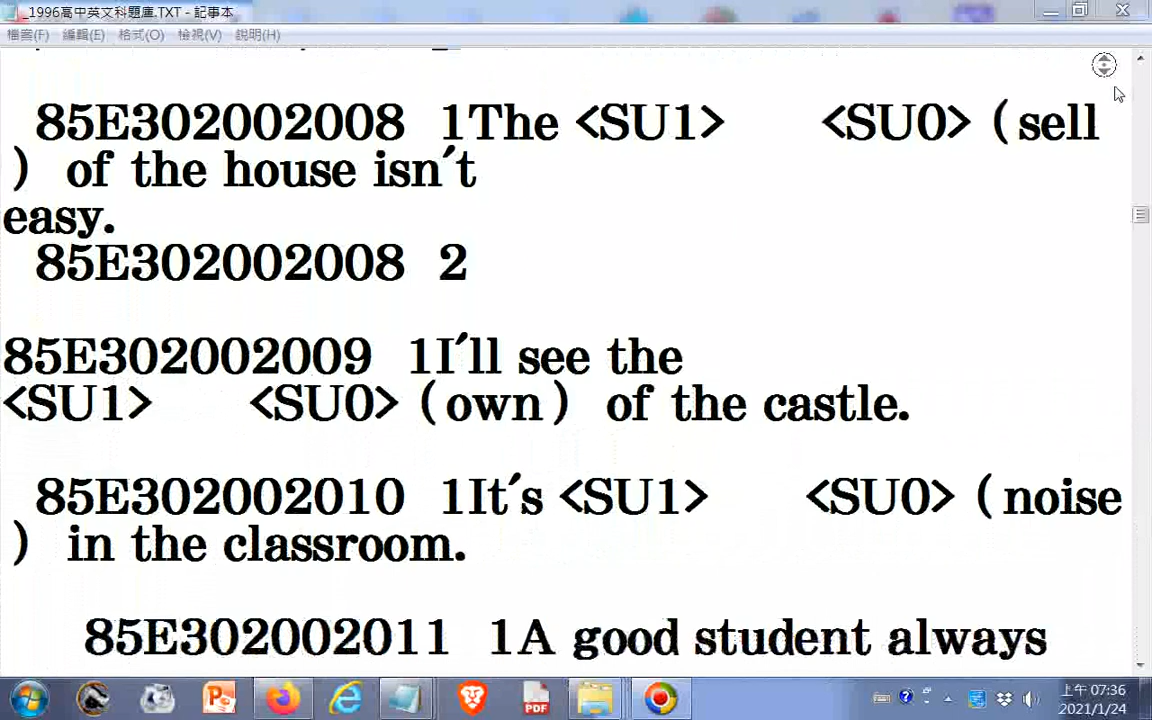 _1996高中英文科題庫.TXT - 記事本
檔案(F) 編輯(E) 格式(O) 檢視(V) 說明(H)
85E302002008 1The <SU1> <SU0> (sell
) of the house isn't
easy.
85E302002008 2
85E302002009 1I'll see the
<SU1> <SU0> (own) of the castle.
85E302002010 1It's <SU1> <SU0> (noise
) in the classroom.
85E302002011 1A good student always
PDF
上午 07:36
2021/1/24